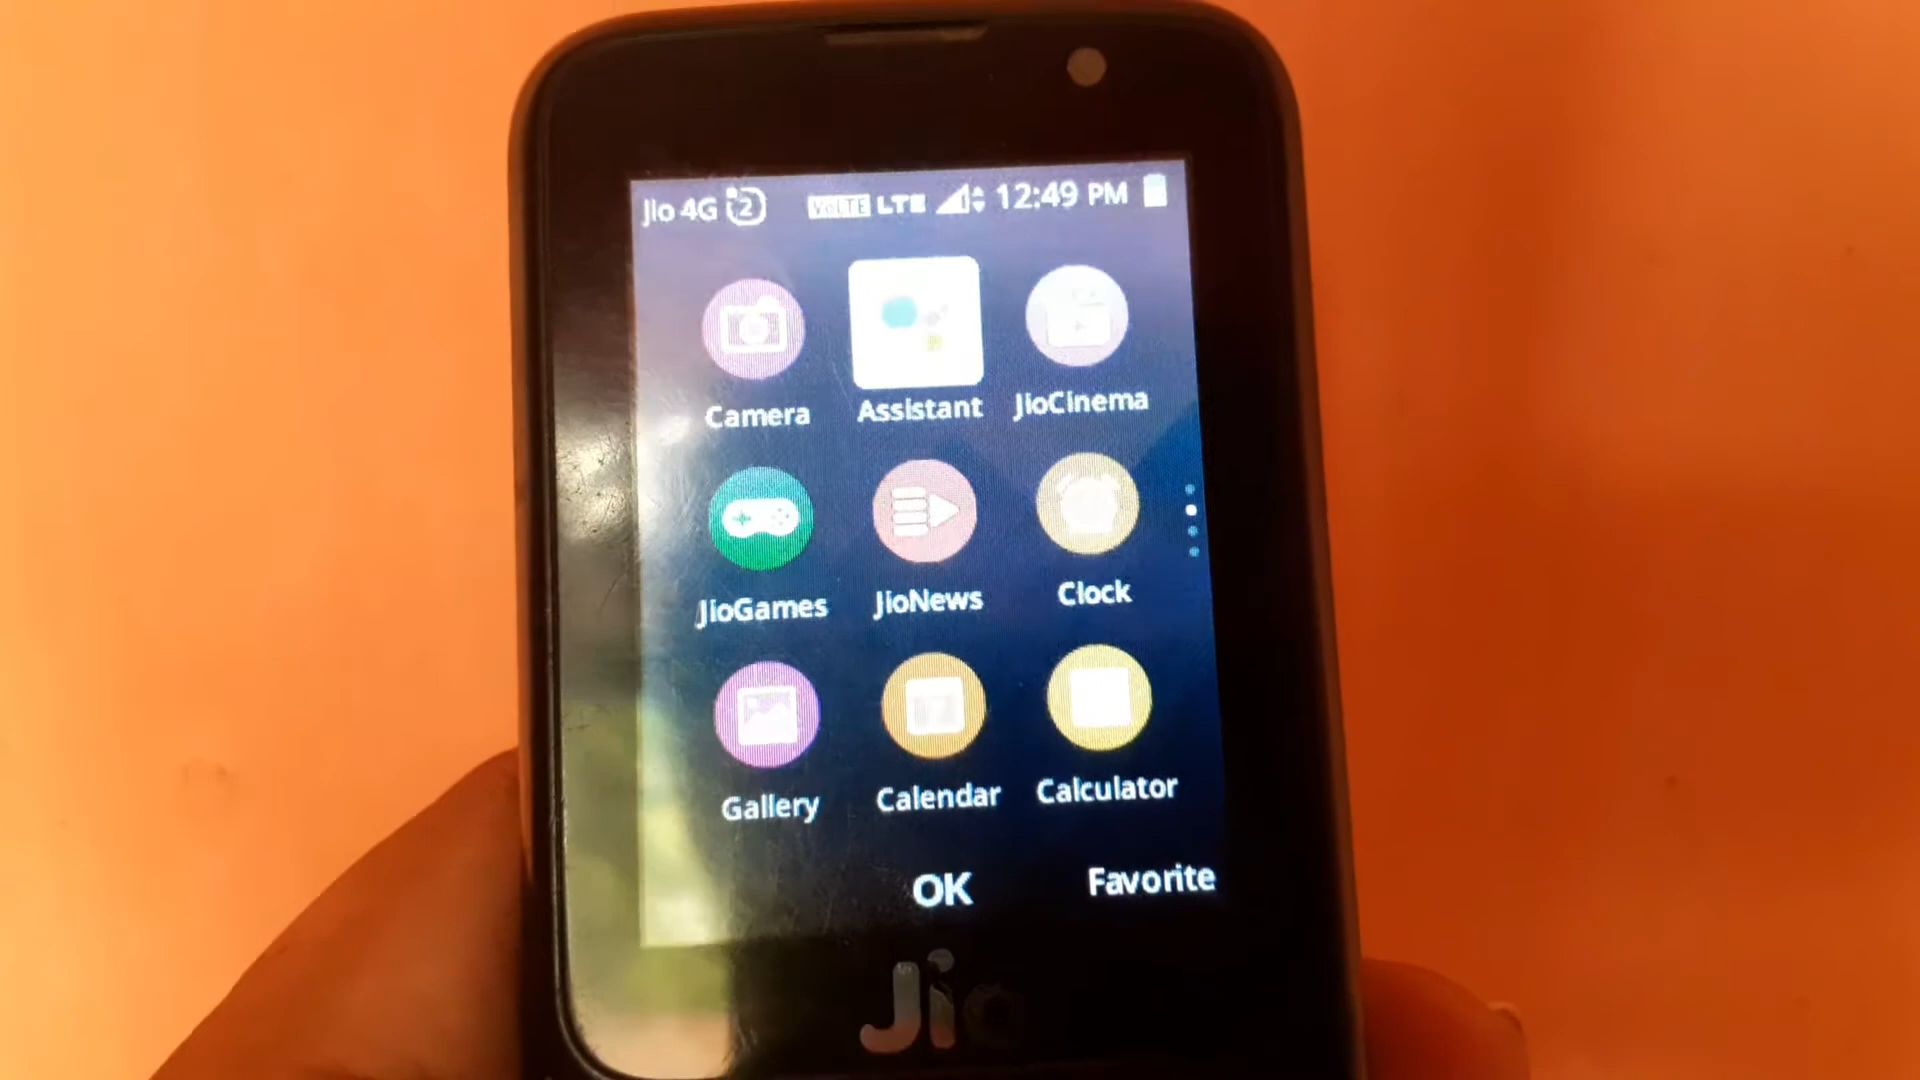 Jio 4G 2 VoLTE LTE 12:49 PM
Camera Assistant JioCinema
JioGames JioNews Clock
Gallery Calendar Calculator
OK Favorite
Jio